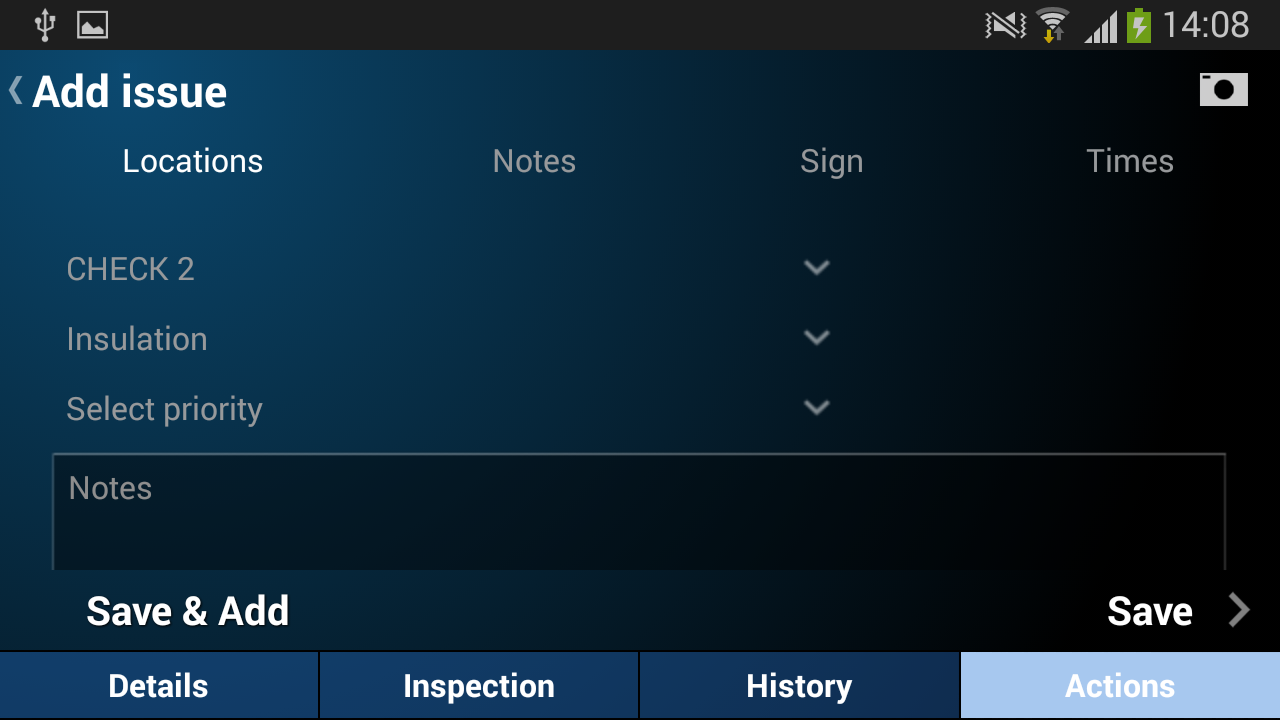 14:08
Add issue
Locations Notes Sign Times
CHECK 2
Insulation
Select priority
Notes
Save & Add Save
Details Inspection History Actions